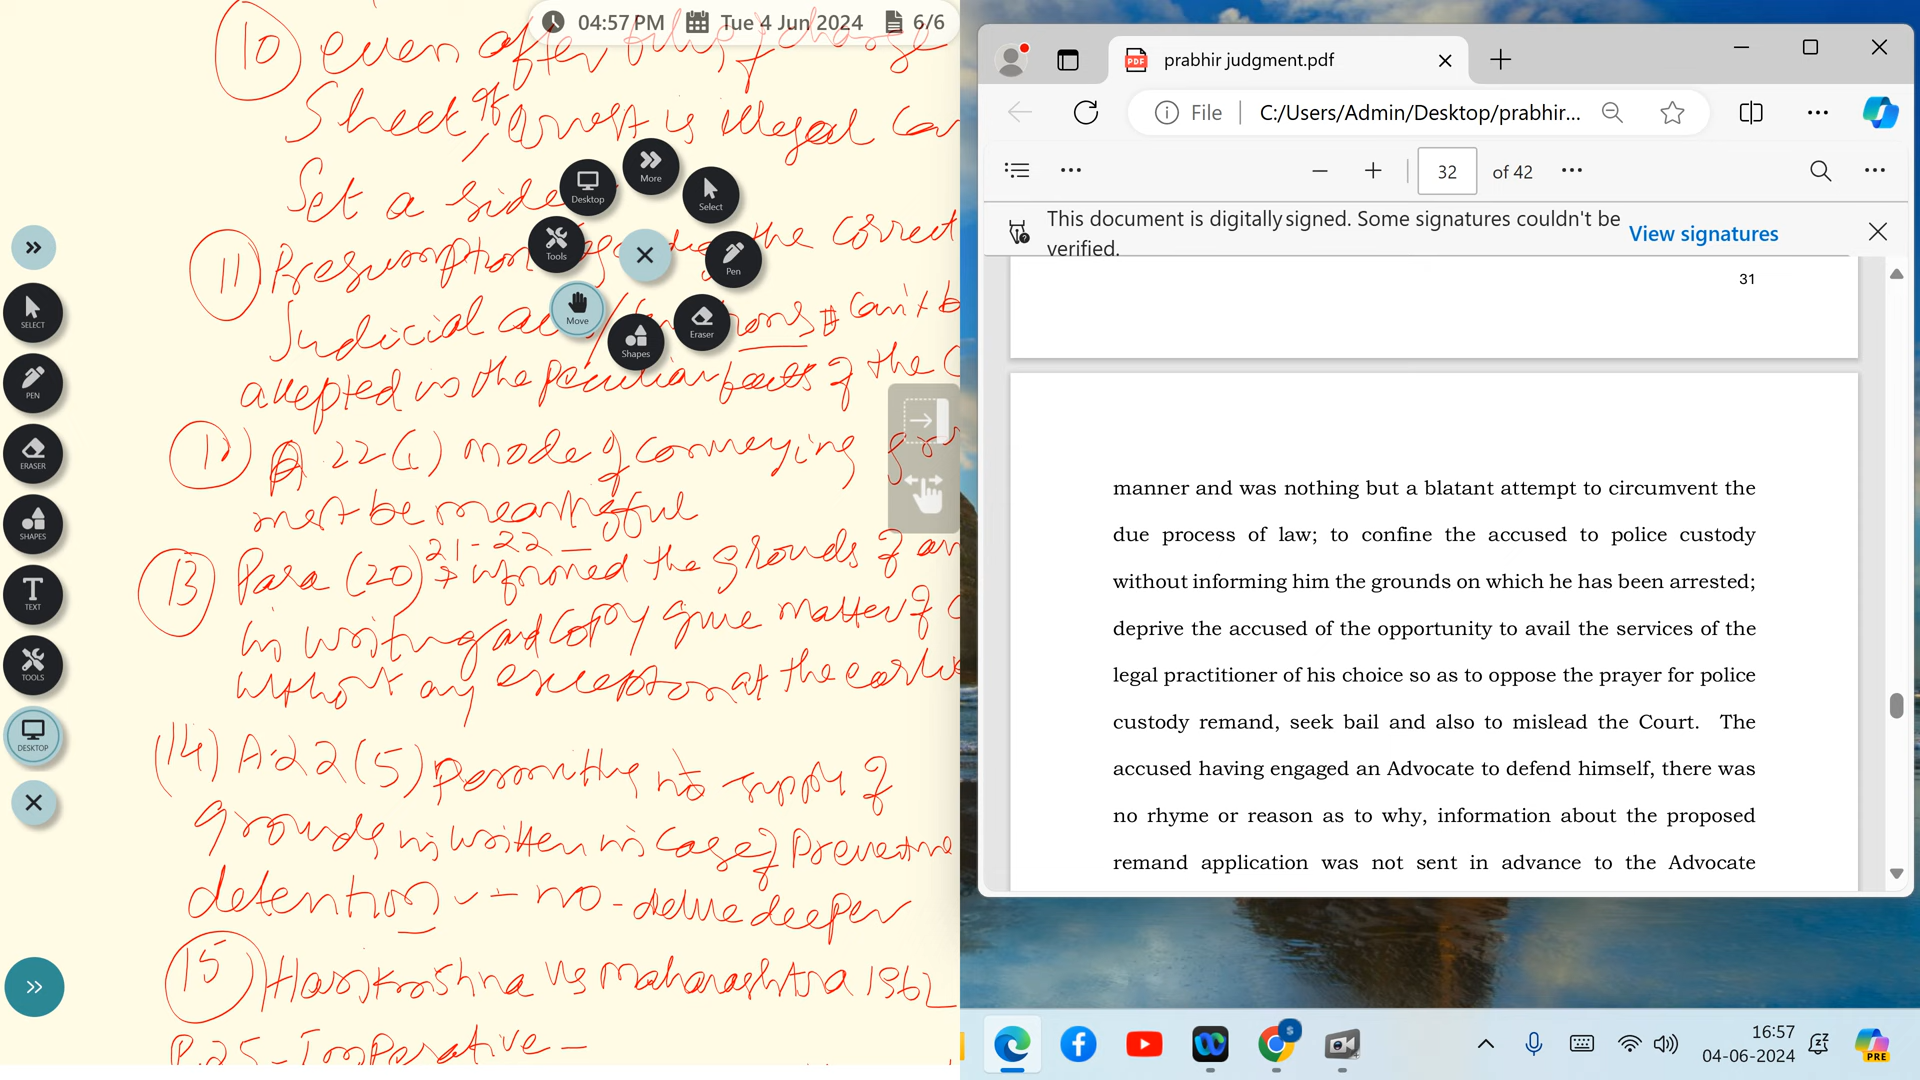 04:57 PM Tue 4 Jun 2024 6/6
10 even after filing of charge
Sheet if Arrest is illegal can
Set a side
11 Presumption the correct
Judicial can't b
accepted in the peculiar facts of the
12 A 22(1) mode of conveying
must be meaningful
13 Para (20) 21-22 - informed the grounds of
in writing and copy give matter of
without any exception at the
(14) A.22(5) Permitting no supply of
grounds in written in case of Preventive
detention - no - delve deeper
15 Harikrishna Vs Maharashtra 1962
P.25 - Imperative -
Desktop
More
Select
Tools
Pen
Move
Shapes
Eraser
SELECT
PEN
ERASER
SHAPES
TEXT
TOOLS
DESKTOP
prabhir judgment.pdf
File C:/Users/Admin/Desktop/prabhir...
32 of 42
This document is digitally signed. Some signatures couldn't be
verified.
View signatures
31
manner and was nothing but a blatant attempt to circumvent the
due process of law; to confine the accused to police custody
without informing him the grounds on which he has been arrested;
deprive the accused of the opportunity to avail the services of the
legal practitioner of his choice so as to oppose the prayer for police
custody remand, seek bail and also to mislead the Court. The
accused having engaged an Advocate to defend himself, there was
no rhyme or reason as to why, information about the proposed
remand application was not sent in advance to the Advocate
16:57
04-06-2024
PRE